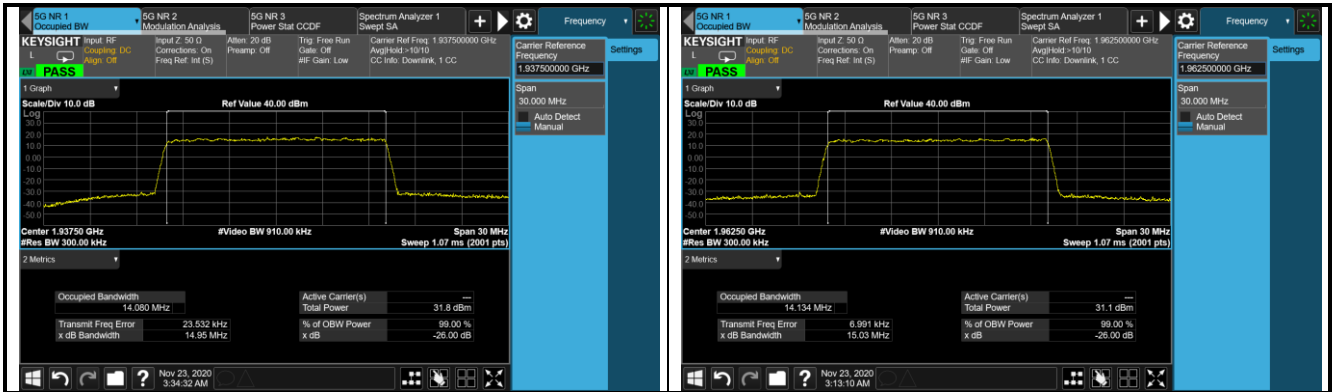 5G NR 1
Occupied BW
5G NR 2
Modulation Analysis
5G NR 3
Power Stat CCDF
Spectrum Analyzer 1
Swept SA
Frequency
KEYSIGHT
L
Input: RF
Coupling: DC
Align: Off
Input Z: 50 Ω
Corrections: On
Freq Ref: Int (S)
Atten: 20 dB
Preamp: Off
Trig: Free Run
Gate: Off
#IF Gain: Low
Carrier Ref Freq: 1.937500000 GHz
Avg|Hold:>10/10
CC Info: Downlink, 1 CC
PASS
Carrier Reference
Frequency
1.937500000 GHz
Settings
Span
30.000 MHz
Auto Detect
Manual
1 Graph
Scale/Div 10.0 dB
Ref Value 40.00 dBm
Log
30.0
20.0
10.0
0.00
-10.0
-20.0
-30.0
-40.0
-50.0
Center 1.93750 GHz
#Video BW 910.00 kHz
Span 30 MHz
#Res BW 300.00 kHz
Sweep 1.07 ms (2001 pts)
2 Metrics
Occupied Bandwidth
14.080 MHz
Active Carrier(s) ---
Total Power 31.8 dBm
Transmit Freq Error 23.532 kHz
x dB Bandwidth 14.95 MHz
% of OBW Power 99.00 %
x dB -26.00 dB
?
Nov 23, 2020
3:34:32 AM
5G NR 1
Occupied BW
5G NR 2
Modulation Analysis
5G NR 3
Power Stat CCDF
Spectrum Analyzer 1
Swept SA
Frequency
KEYSIGHT
L
Input: RF
Coupling: DC
Align: Off
Input Z: 50 Ω
Corrections: On
Freq Ref: Int (S)
Atten: 20 dB
Preamp: Off
Trig: Free Run
Gate: Off
#IF Gain: Low
Carrier Ref Freq: 1.962500000 GHz
Avg|Hold:>10/10
CC Info: Downlink, 1 CC
PASS
Carrier Reference
Frequency
1.962500000 GHz
Settings
Span
30.000 MHz
Auto Detect
Manual
1 Graph
Scale/Div 10.0 dB
Ref Value 40.00 dBm
Log
30.0
20.0
10.0
0.00
-10.0
-20.0
-30.0
-40.0
-50.0
Center 1.96250 GHz
#Video BW 910.00 kHz
Span 30 MHz
#Res BW 300.00 kHz
Sweep 1.07 ms (2001 pts)
2 Metrics
Occupied Bandwidth
14.134 MHz
Active Carrier(s) ---
Total Power 31.1 dBm
Transmit Freq Error 6.991 kHz
x dB Bandwidth 15.03 MHz
% of OBW Power 99.00 %
x dB -26.00 dB
?
Nov 23, 2020
3:13:10 AM